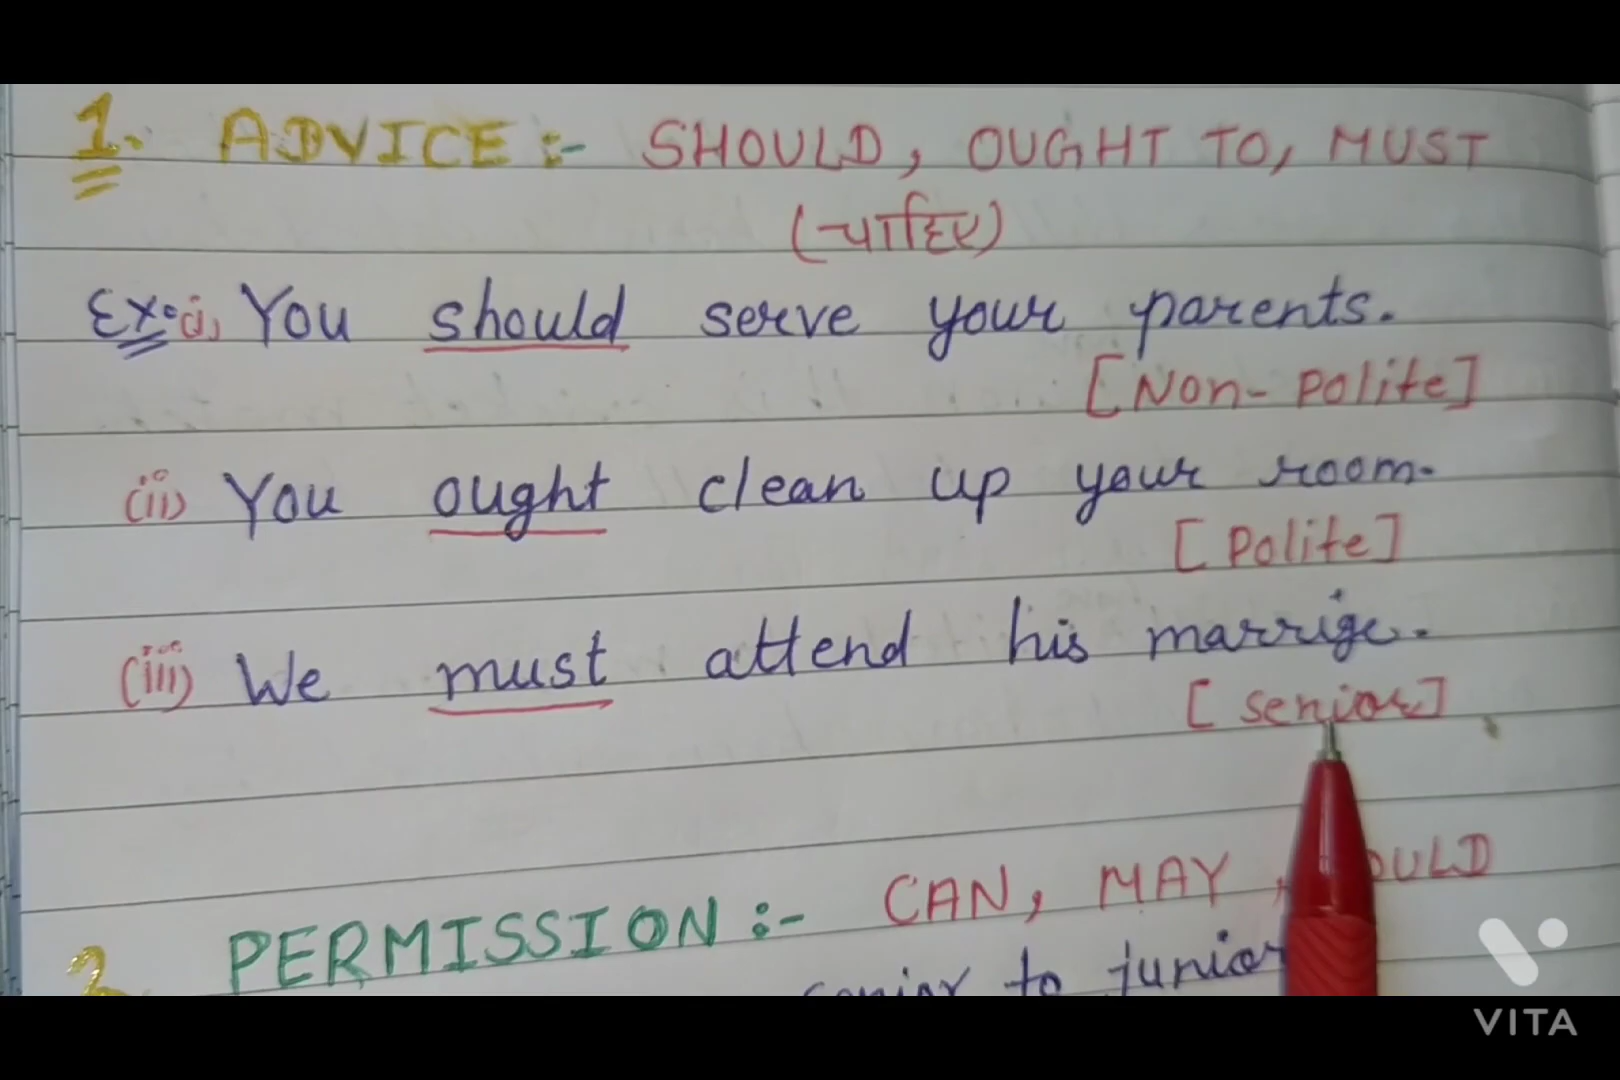 1. ADVICE :- SHOULD, OUGHT TO, MUST
(चाहिए)
Ex:- i, You should serve your parents.
[Non-Polite]
(ii) You ought clean up your room.
[Polite]
(iii) We must attend his marrige.
[Senior]
2. PERMISSION :- CAN, MAY,
to junior
VITA